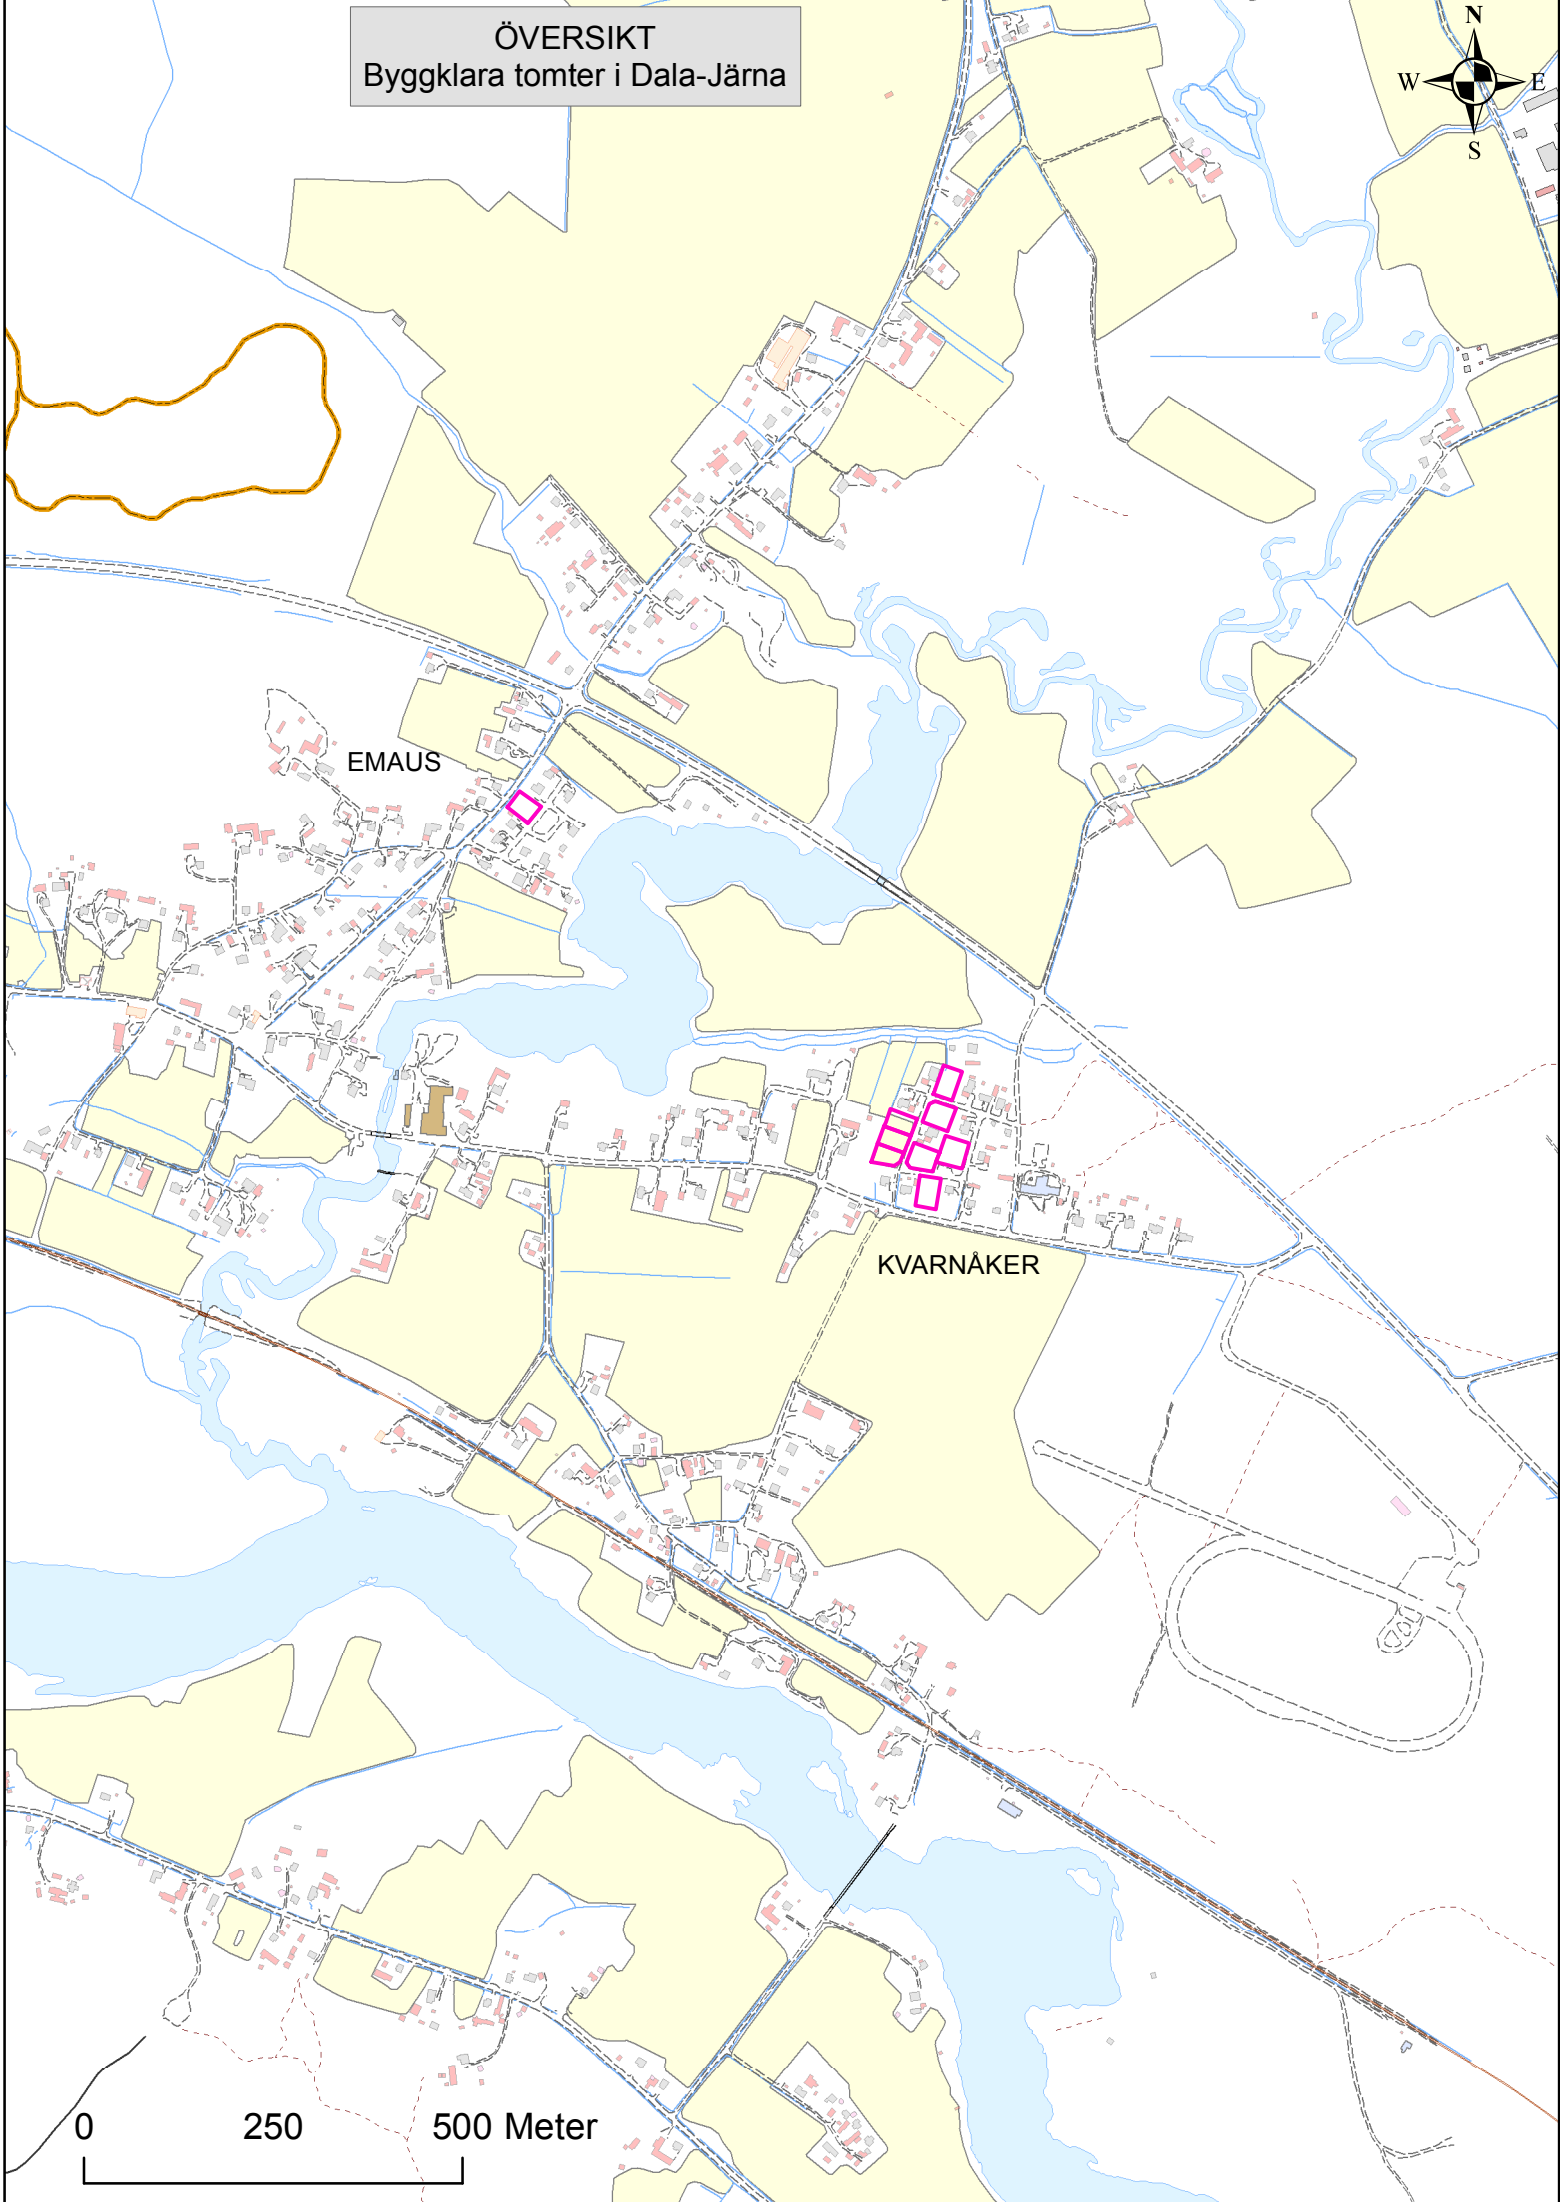 ÖVERSIKT
Byggklara tomter i Dala-Järna
N
W E
S
EMAUS
KVARNÅKER
0 250 500 Meter